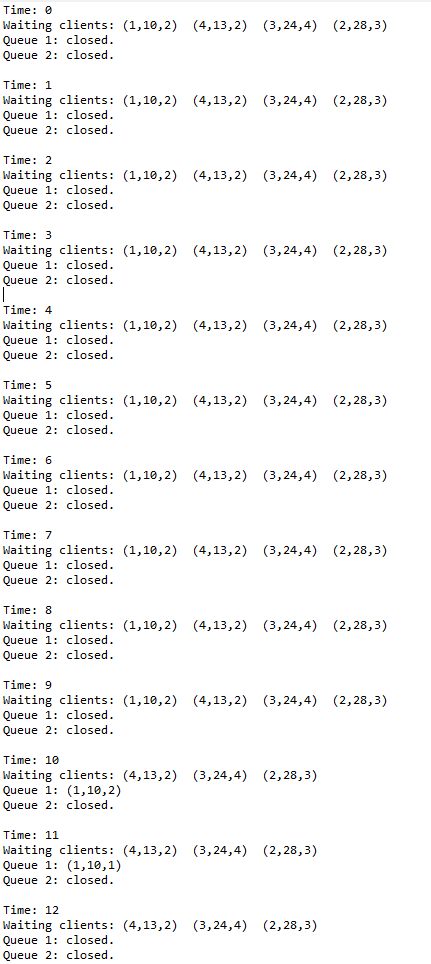 Time: 0
Waiting clients: (1,10,2)  (4,13,2)  (3,24,4)  (2,28,3)
Queue 1: closed.
Queue 2: closed.

Time: 1
Waiting clients: (1,10,2)  (4,13,2)  (3,24,4)  (2,28,3)
Queue 1: closed.
Queue 2: closed.

Time: 2
Waiting clients: (1,10,2)  (4,13,2)  (3,24,4)  (2,28,3)
Queue 1: closed.
Queue 2: closed.

Time: 3
Waiting clients: (1,10,2)  (4,13,2)  (3,24,4)  (2,28,3)
Queue 1: closed.
Queue 2: closed.

Time: 4
Waiting clients: (1,10,2)  (4,13,2)  (3,24,4)  (2,28,3)
Queue 1: closed.
Queue 2: closed.

Time: 5
Waiting clients: (1,10,2)  (4,13,2)  (3,24,4)  (2,28,3)
Queue 1: closed.
Queue 2: closed.

Time: 6
Waiting clients: (1,10,2)  (4,13,2)  (3,24,4)  (2,28,3)
Queue 1: closed.
Queue 2: closed.

Time: 7
Waiting clients: (1,10,2)  (4,13,2)  (3,24,4)  (2,28,3)
Queue 1: closed.
Queue 2: closed.

Time: 8
Waiting clients: (1,10,2)  (4,13,2)  (3,24,4)  (2,28,3)
Queue 1: closed.
Queue 2: closed.

Time: 9
Waiting clients: (1,10,2)  (4,13,2)  (3,24,4)  (2,28,3)
Queue 1: closed.
Queue 2: closed.

Time: 10
Waiting clients: (4,13,2)  (3,24,4)  (2,28,3)
Queue 1: (1,10,2)
Queue 2: closed.

Time: 11
Waiting clients: (4,13,2)  (3,24,4)  (2,28,3)
Queue 1: (1,10,1)
Queue 2: closed.

Time: 12
Waiting clients: (4,13,2)  (3,24,4)  (2,28,3)
Queue 1: closed.
Queue 2: closed.